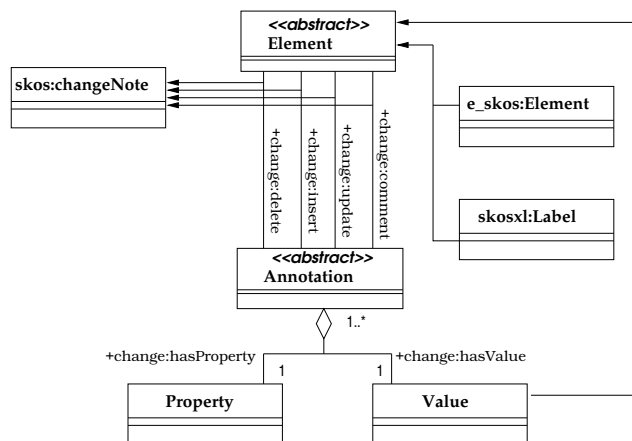 <<abstract>>
Element
skos:changeNote
e_skos:Element
+change:delete
+change:insert
+change:update
+change:comment
skosxl:Label
<<abstract>>
Annotation
1..*
+change:hasProperty
+change:hasValue
1
1
Property
Value